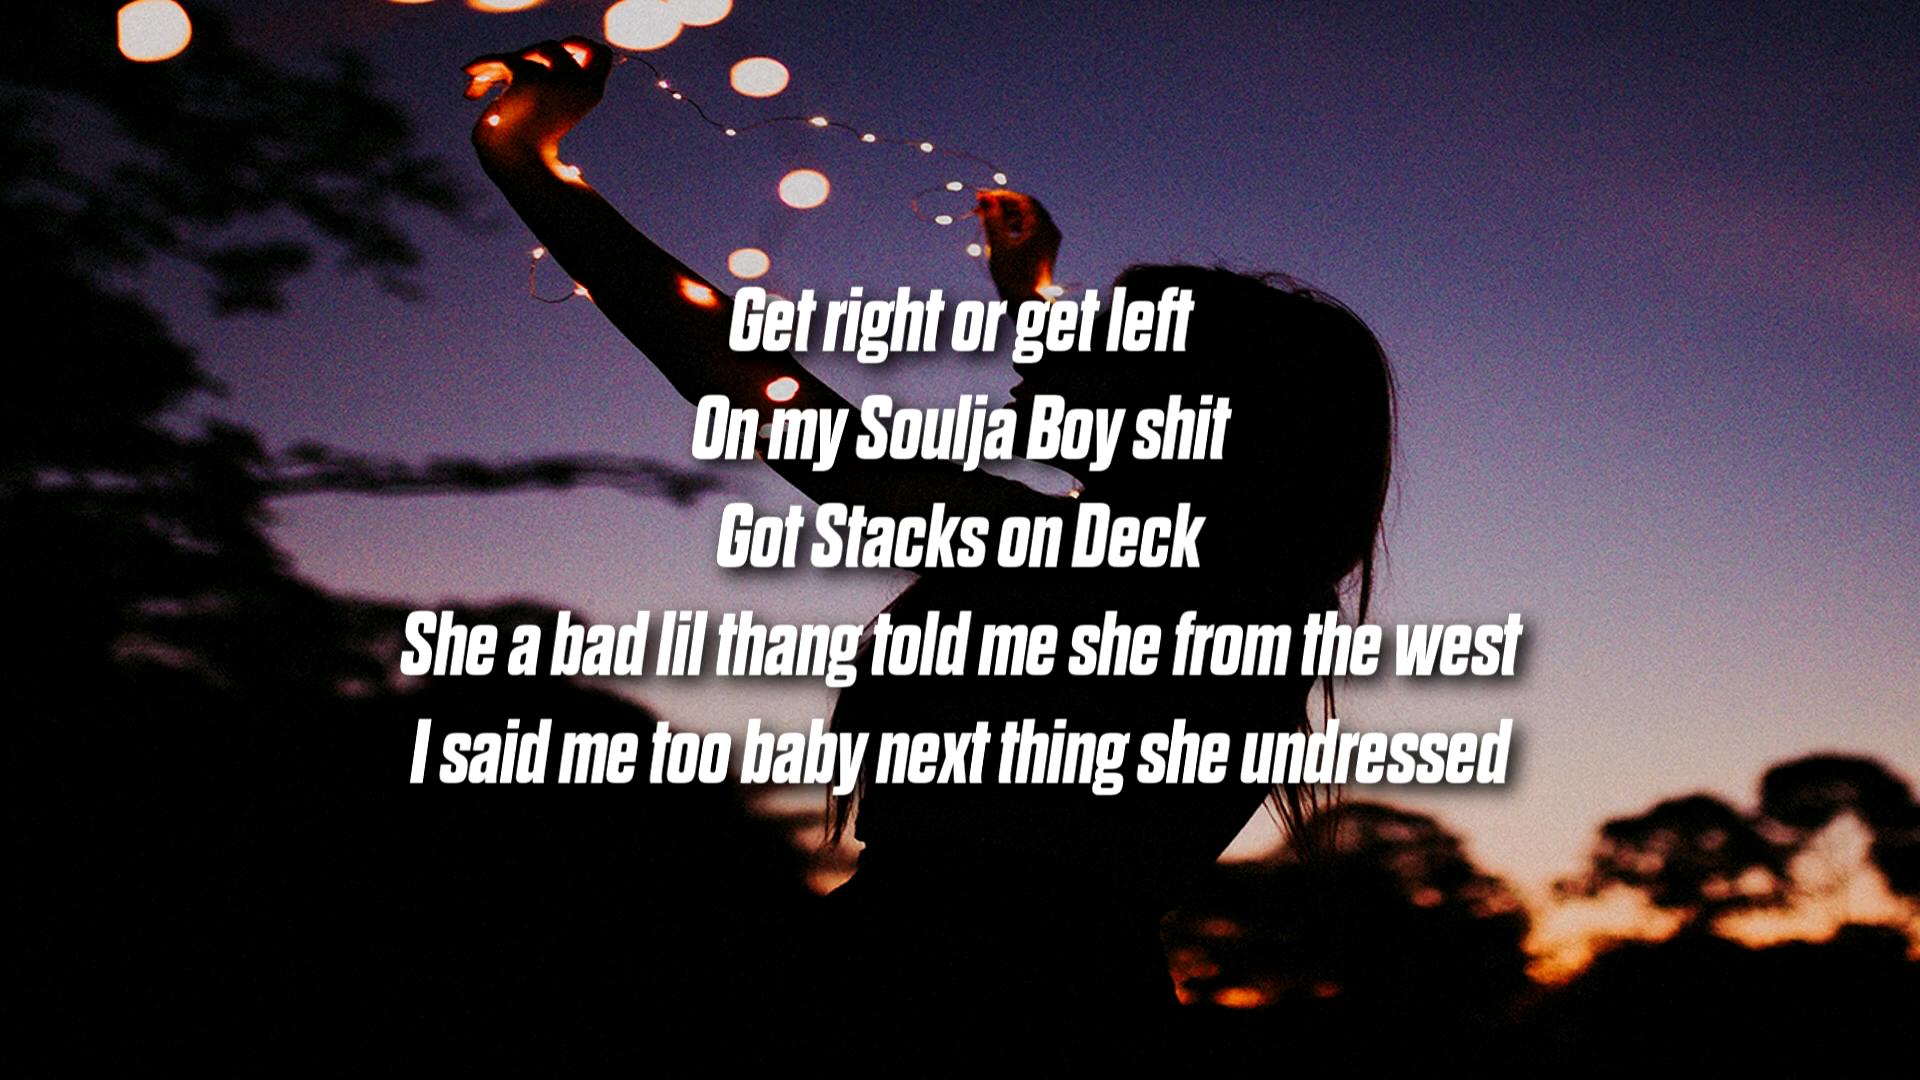 Get right or get left
On my Soulja Boy shit
Got Stacks on Deck
She a bad lil thang told me she from the west
I said me too baby next thing she undressed